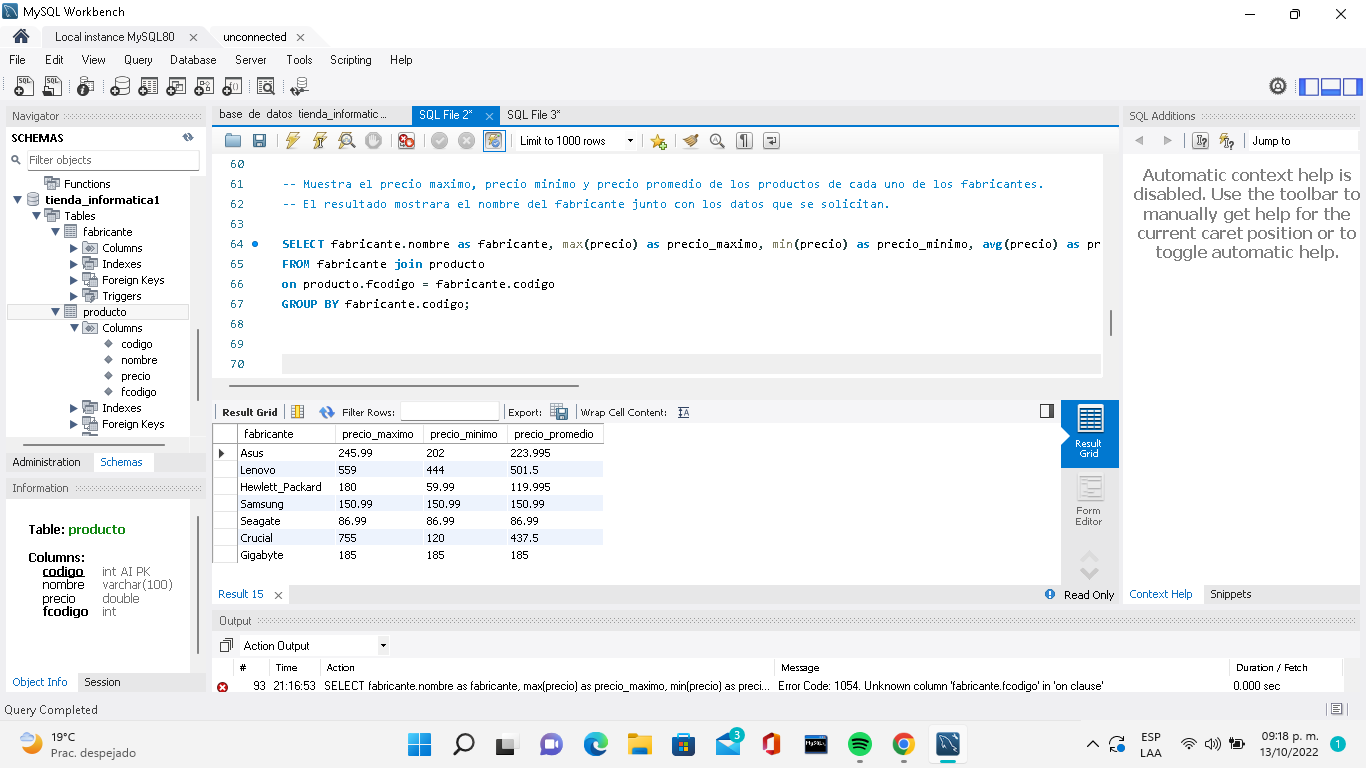 MySQL Workbench
Local instance MySQL80
unconnected
File Edit View Query Database Server Tools Scripting Help
Navigator
SCHEMAS
Filter objects
Functions
tienda_informatica1
Tables
fabricante
Columns
Indexes
Foreign Keys
Triggers
producto
Columns
codigo
nombre
precio
fcodigo
Indexes
Foreign Keys
Administration Schemas
Information
Table: producto
Columns:
codigo int AI PK
nombre varchar(100)
precio double
fcodigo int
Object Info Session
base de datos tienda_informatic... SQL File 2* SQL File 3*
Limit to 1000 rows
60
61 -- Muestra el precio maximo, precio minimo y precio promedio de los productos de cada uno de los fabricantes.
62 -- El resultado mostrara el nombre del fabricante junto con los datos que se solicitan.
63
64 SELECT fabricante.nombre as fabricante, max(precio) as precio_maximo, min(precio) as precio_minimo, avg(precio) as pr
65 FROM fabricante join producto
66 on producto.fcodigo = fabricante.codigo
67 GROUP BY fabricante.codigo;
68
69
70
Result Grid Filter Rows: Export: Wrap Cell Content:
fabricante precio_maximo precio_minimo precio_promedio
Asus 245.99 202 223.995
Lenovo 559 444 501.5
Hewlett_Packard 180 59.99 119.995
Samsung 150.99 150.99 150.99
Seagate 86.99 86.99 86.99
Crucial 755 120 437.5
Gigabyte 185 185 185
Result Grid
Form Editor
Result 15
Read Only
Output
Action Output
# Time Action Message Duration / Fetch
93 21:16:53 SELECT fabricante.nombre as fabricante, max(precio) as precio_maximo, min(precio) as preci... Error Code: 1054. Unknown column 'fabricante.fcodigo' in 'on clause' 0.000 sec
SQL Additions
Jump to
Automatic context help is
disabled. Use the toolbar to
manually get help for the
current caret position or to
toggle automatic help.
Context Help Snippets
Query Completed
19°C
Prac. despejado
3
ESP
LAA
09:18 p. m.
13/10/2022
1